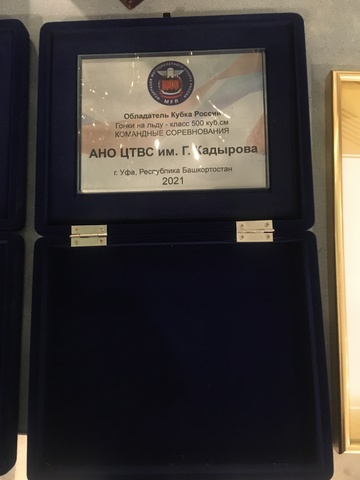 Обладатель Кубка России
Гонки на льду - класс 500 куб.см
КОМАНДНЫЕ СОРЕВНОВАНИЯ
АНО ЦТВС им. Г. Кадырова
г. Уфа, Республика Башкортостан
2021